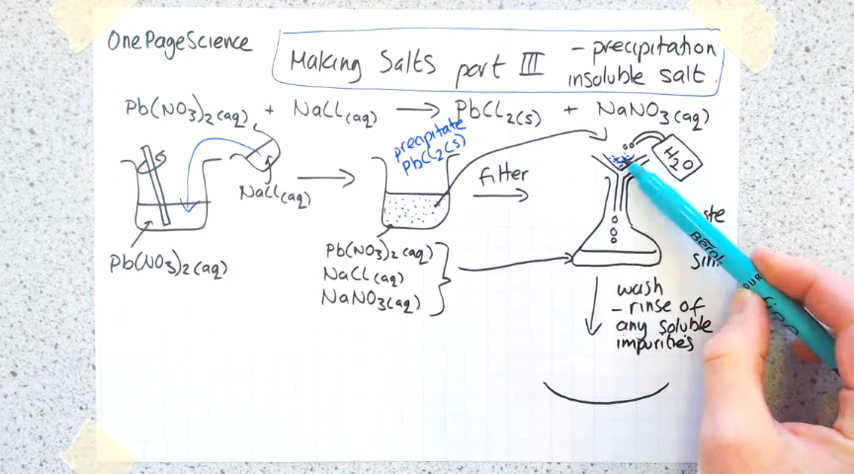 OnePageScience
Making Salts part III
- precipitation
insoluble salt.
Pb(NO3)2(aq) + NaCl(aq) → PbCl2(s) + NaNO3(aq)
precipitate
PbCl2(s)
H2O
NaCl(aq)
filter
Pb(NO3)2(aq)
Pb(NO3)2(aq)
NaCl(aq)
NaNO3(aq)
wash
- rinse of
any soluble
impurities
Berol